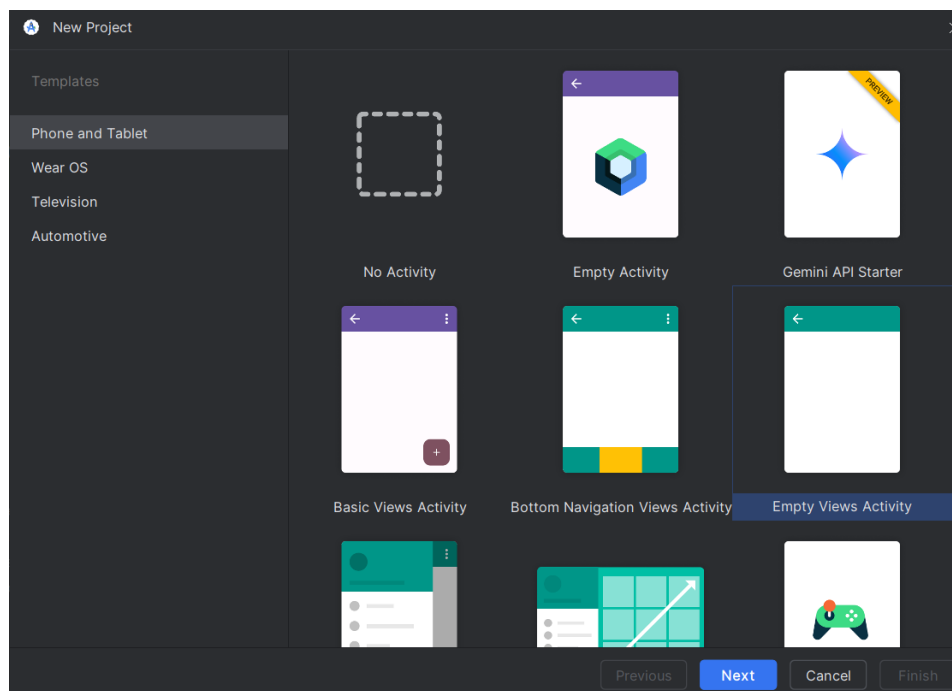 New Project
Templates
Phone and Tablet
Wear OS
Television
Automotive
PREVIEW
No Activity
Empty Activity
Gemini API Starter
Basic Views Activity
Bottom Navigation Views Activity
Empty Views Activity
Previous
Next
Cancel
Finish